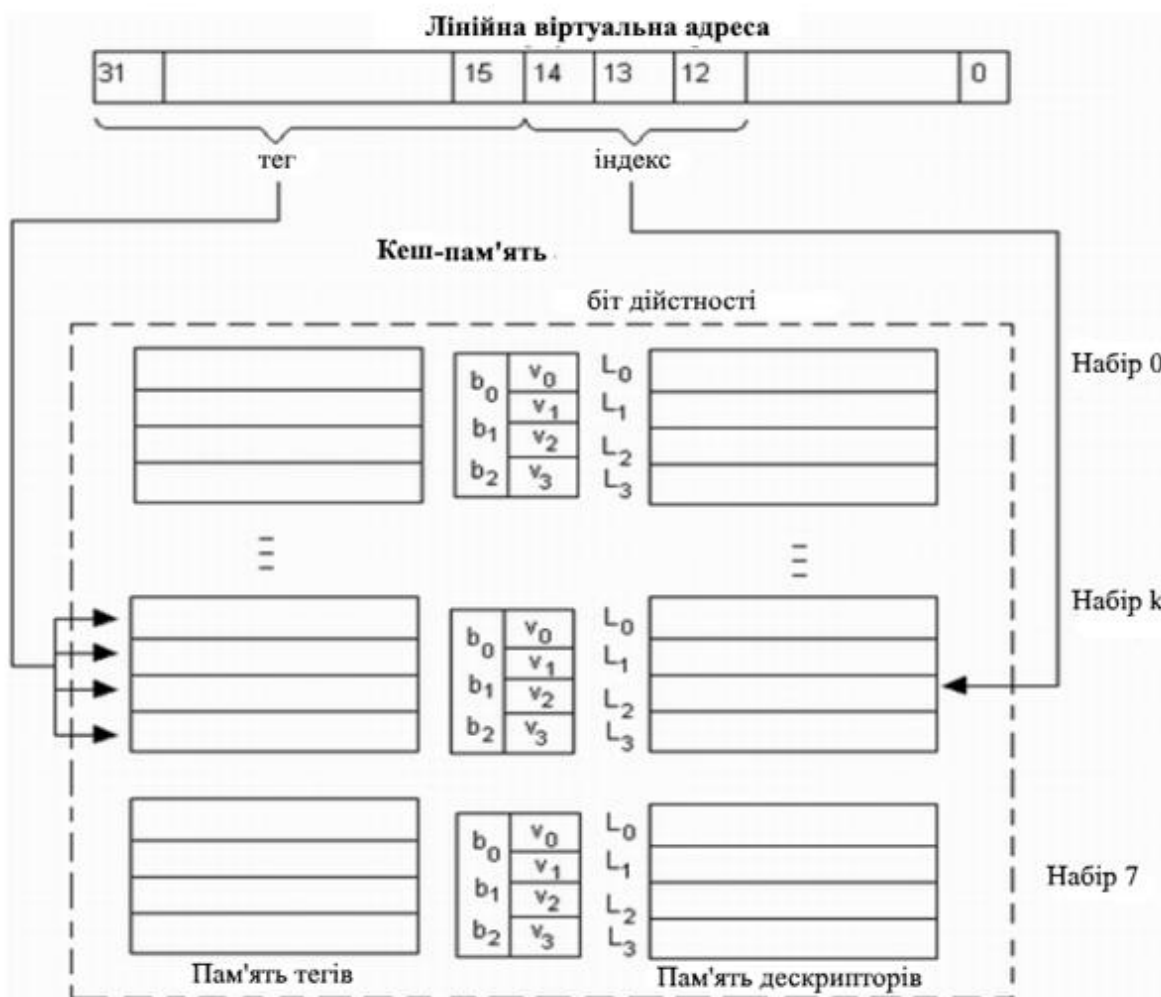 Лінійна віртуальна адреса
31 15 14 13 12 0
тег індекс
Кеш-пам'ять
біт дійстності
Набір 0
b0 v0 L0
v1 L1
b1 v2 L2
b2 v3 L3
Набір k
b0 v0 L0
v1 L1
b1 v2 L2
b2 v3 L3
b0 v0 L0
v1 L1
Набір 7
b1 v2 L2
b2 v3 L3
Пам'ять тегів Пам'ять дескрипторів